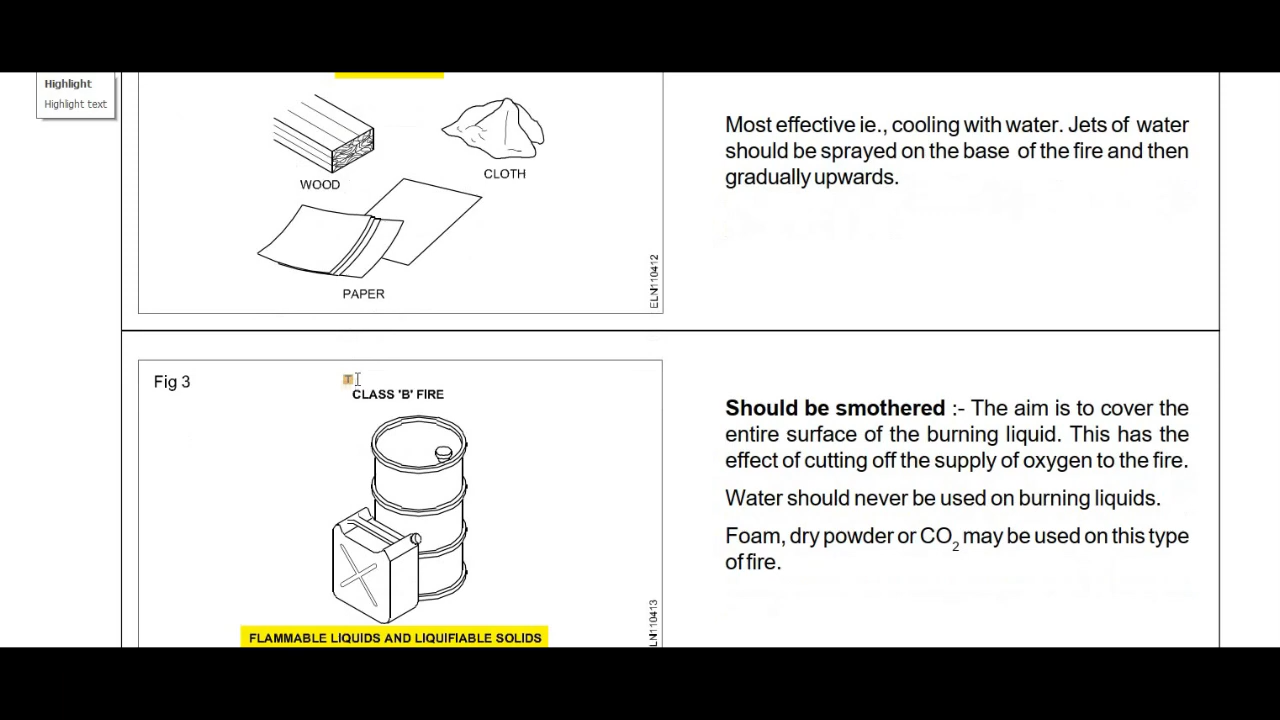 Highlight
Highlight text
WOOD
CLOTH
PAPER
ELN110412
Most effective ie., cooling with water. Jets of water
should be sprayed on the base of the fire and then
gradually upwards.
Fig 3
CLASS 'B' FIRE
FLAMMABLE LIQUIDS AND LIQUIFIABLE SOLIDS
LN110413
Should be smothered :- The aim is to cover the
entire surface of the burning liquid. This has the
effect of cutting off the supply of oxygen to the fire.
Water should never be used on burning liquids.
Foam, dry powder or CO2 may be used on this type
of fire.